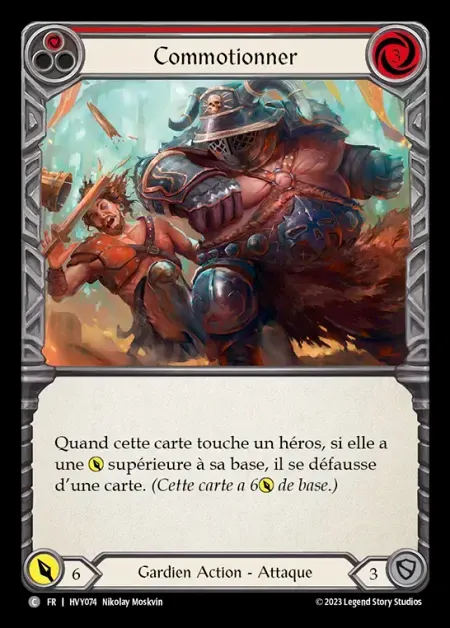 Commotionner
3
Quand cette carte touche un héros, si elle a
une supérieure à sa base, il se défausse
d'une carte. (Cette carte a 6 de base.)
6
Gardien Action - Attaque
3
C FR | HVY074 Nikolay Moskvin
© 2023 Legend Story Studios